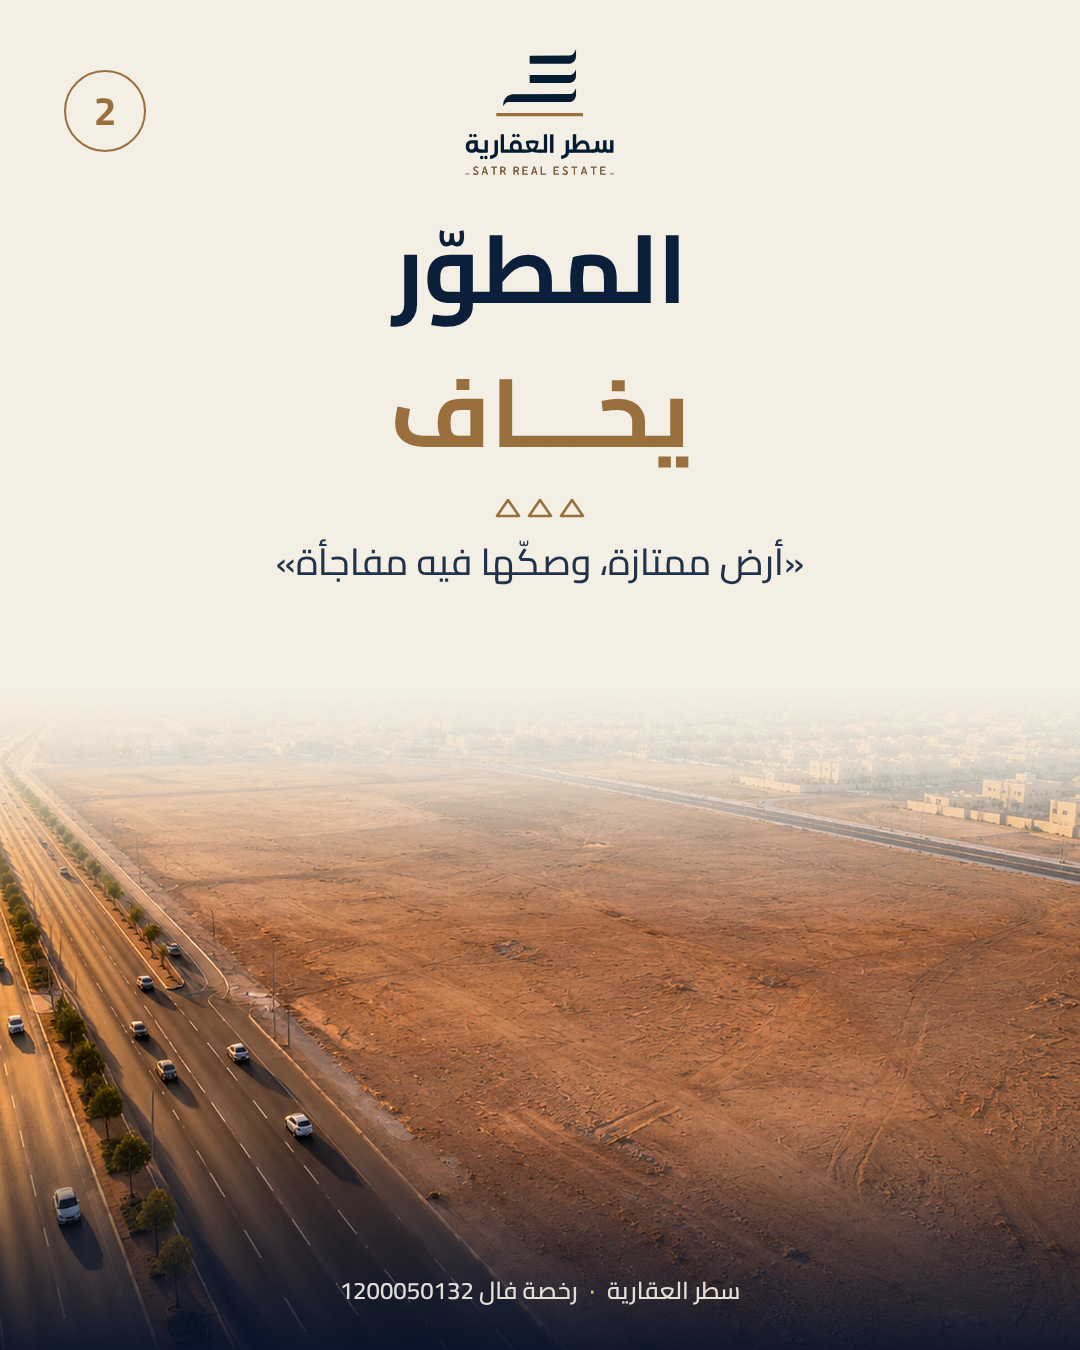 2
سطر العقارية
SATR REAL ESTATE
المطوّر
يخـــاف
«أرض ممتازة، وصكّها فيه مفاجأة»
سطر العقارية · رخصة فال 1200050132